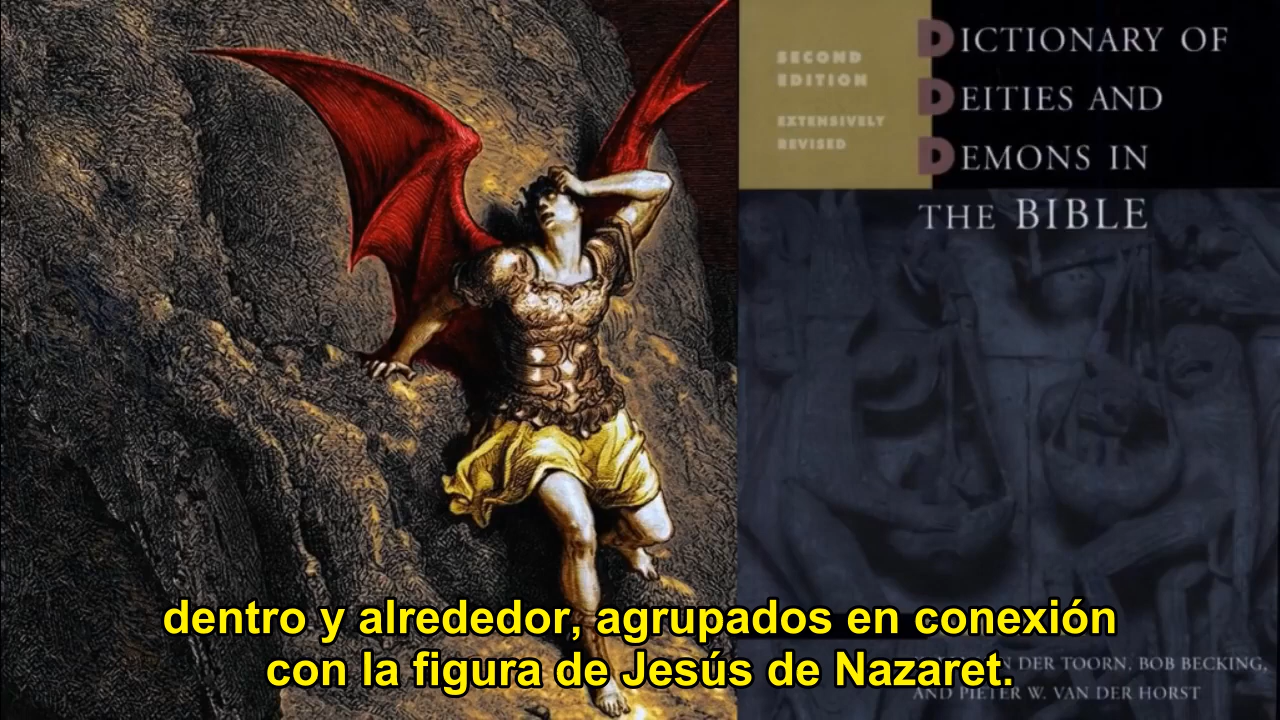 SECOND
EDITION
EXTENSIVELY
REVISED
DICTIONARY OF
DEITIES AND
DEMONS IN
THE BIBLE
dentro y alrededor, agrupados en conexión
con la figura de Jesús de Nazaret.
DER TOORN, BOB BECKING,
AND PIETER W. VAN DER HORST